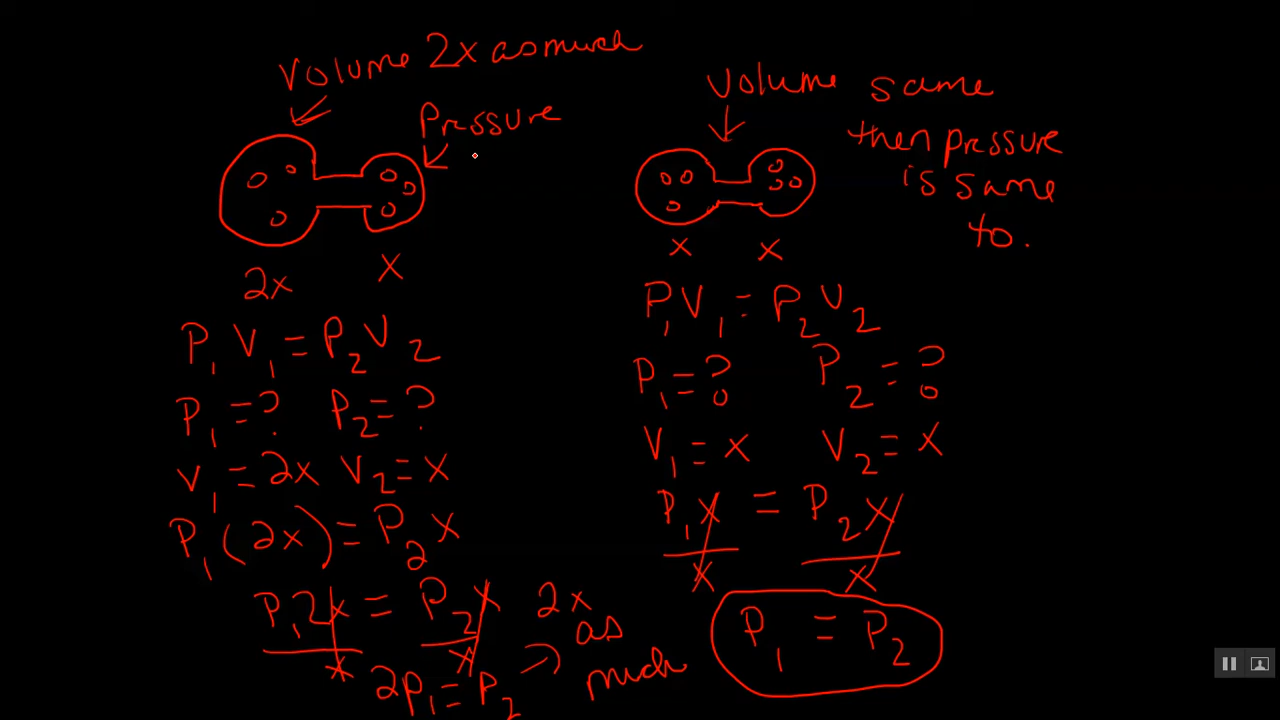 Volume 2x as much
Pressure
2x x
P₁V₁ = P₂V₂
P₁ = ? P₂ = ?
V₁ = 2x V₂ = x
P₁(2x) = P₂x
P₁2x = P₂x
x x
2P₁ = P₂ → 2x as much
Volume same
then pressure
is same
to.
x x
P₁V₁ = P₂V₂
P₁ = ? P₂ = ?
V₁ = x V₂ = x
P₁x = P₂x
x x
P₁ = P₂